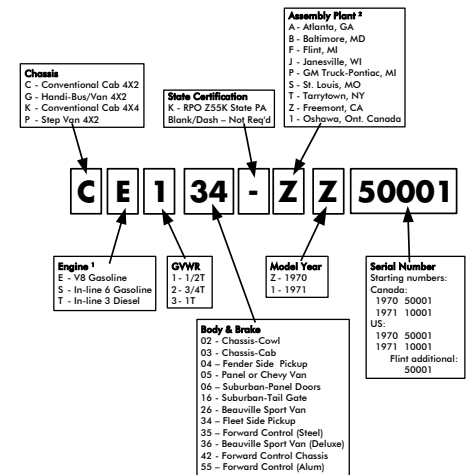 Assembly Plant ²
A - Atlanta, GA
B - Baltimore, MD
F - Flint, MI
J - Janesville, WI
P - GM Truck-Pontiac, MI
S - St. Louis, MO
T - Tarrytown, NY
Z - Freemont, CA
1 - Oshawa, Ont. Canada
Chassis
C - Conventional Cab 4X2
G - Handi-Bus/Van 4X2
K - Conventional Cab 4X4
P - Step Van 4X2
State Certification
K - RPO Z55K State PA
Blank/Dash – Not Req'd
C E 1 34 - Z Z 50001
Engine ¹
E - V8 Gasoline
S - In-line 6 Gasoline
T - In-line 3 Diesel
GVWR
1 - 1/2T
2- 3/4T
3- 1T
Model Year
Z - 1970
1 - 1971
Serial Number
Starting numbers:
Canada:
1970 50001
1971 10001
US:
1970 50001
1971 10001
Flint additional:
50001
Body & Brake
02 - Chassis-Cowl
03 - Chassis-Cab
04 – Fender Side Pickup
05 - Panel or Chevy Van
06 – Suburban-Panel Doors
16 - Suburban-Tail Gate
26 - Beauville Sport Van
34 – Fleet Side Pickup
35 – Forward Control (Steel)
36 – Beauville Sport Van (Deluxe)
42 - Forward Control Chassis
55 – Forward Control (Alum)